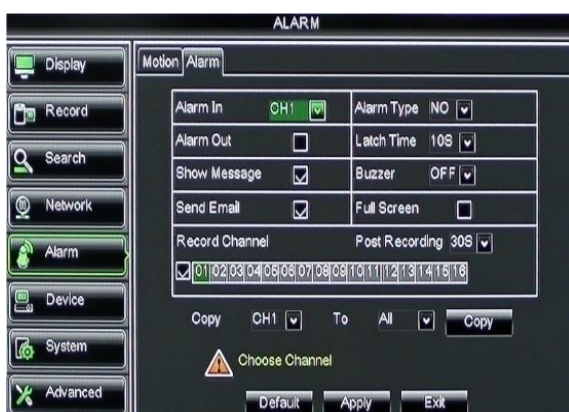 ALARM
Display
Record
Search
Network
Alarm
Device
System
Advanced
Motion Alarm
Alarm In CH1 Alarm Type NO
Alarm Out Latch Time 10S
Show Message Buzzer OFF
Send Email Full Screen
Record Channel Post Recording 30S
01 02 03 04 05 06 07 08 09 10 11 12 13 14 15 16
Copy CH1 To All Copy
Choose Channel
Default Apply Exit